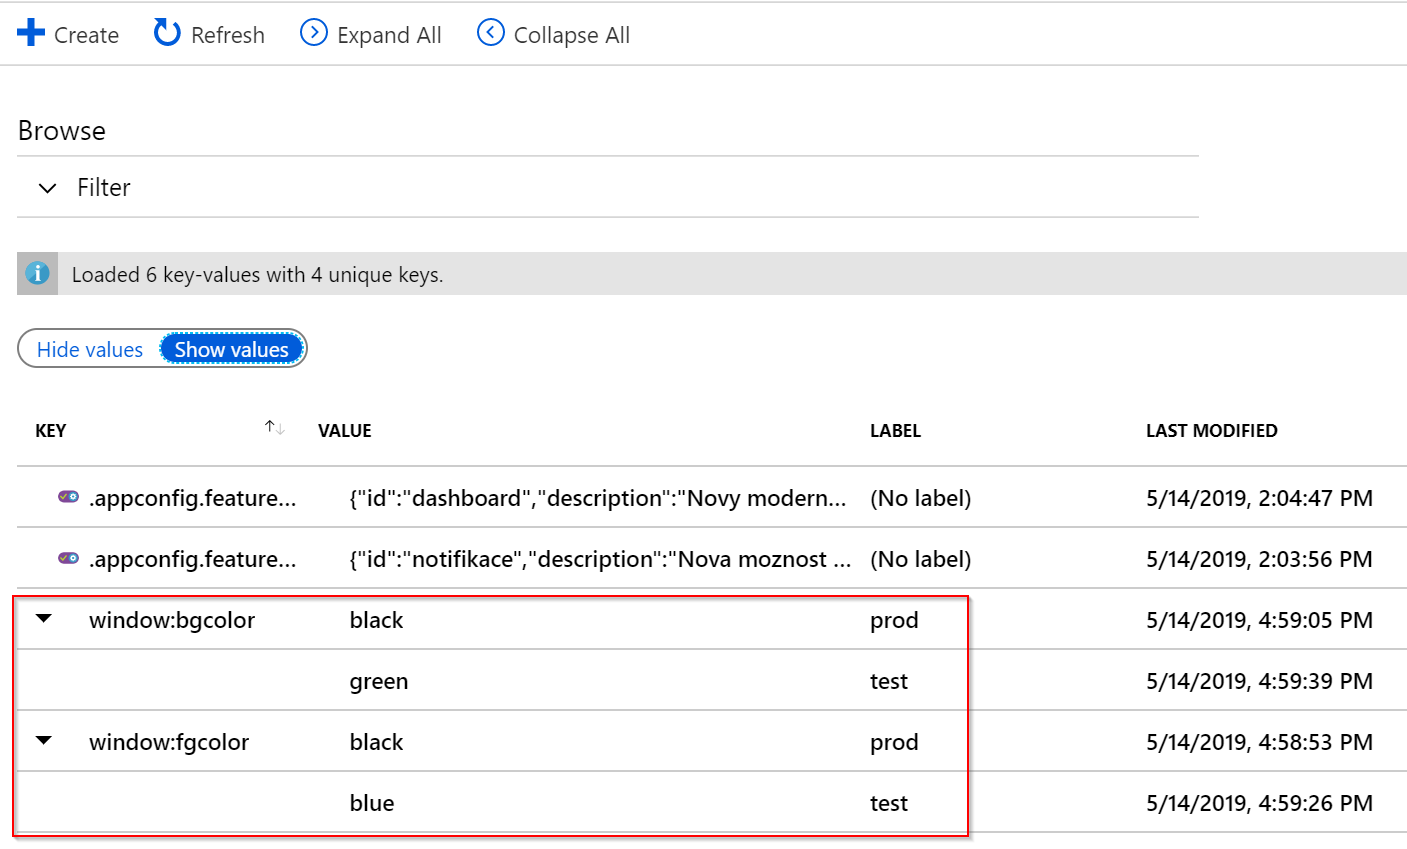 Create Refresh Expand All Collapse All
Browse
Filter
Loaded 6 key-values with 4 unique keys.
Hide values Show values
KEY VALUE LABEL LAST MODIFIED
.appconfig.feature... {"id":"dashboard","description":"Novy modern... (No label) 5/14/2019, 2:04:47 PM
.appconfig.feature... {"id":"notifikace","description":"Nova moznost ... (No label) 5/14/2019, 2:03:56 PM
window:bgcolor black prod 5/14/2019, 4:59:05 PM
green test 5/14/2019, 4:59:39 PM
window:fgcolor black prod 5/14/2019, 4:58:53 PM
blue test 5/14/2019, 4:59:26 PM